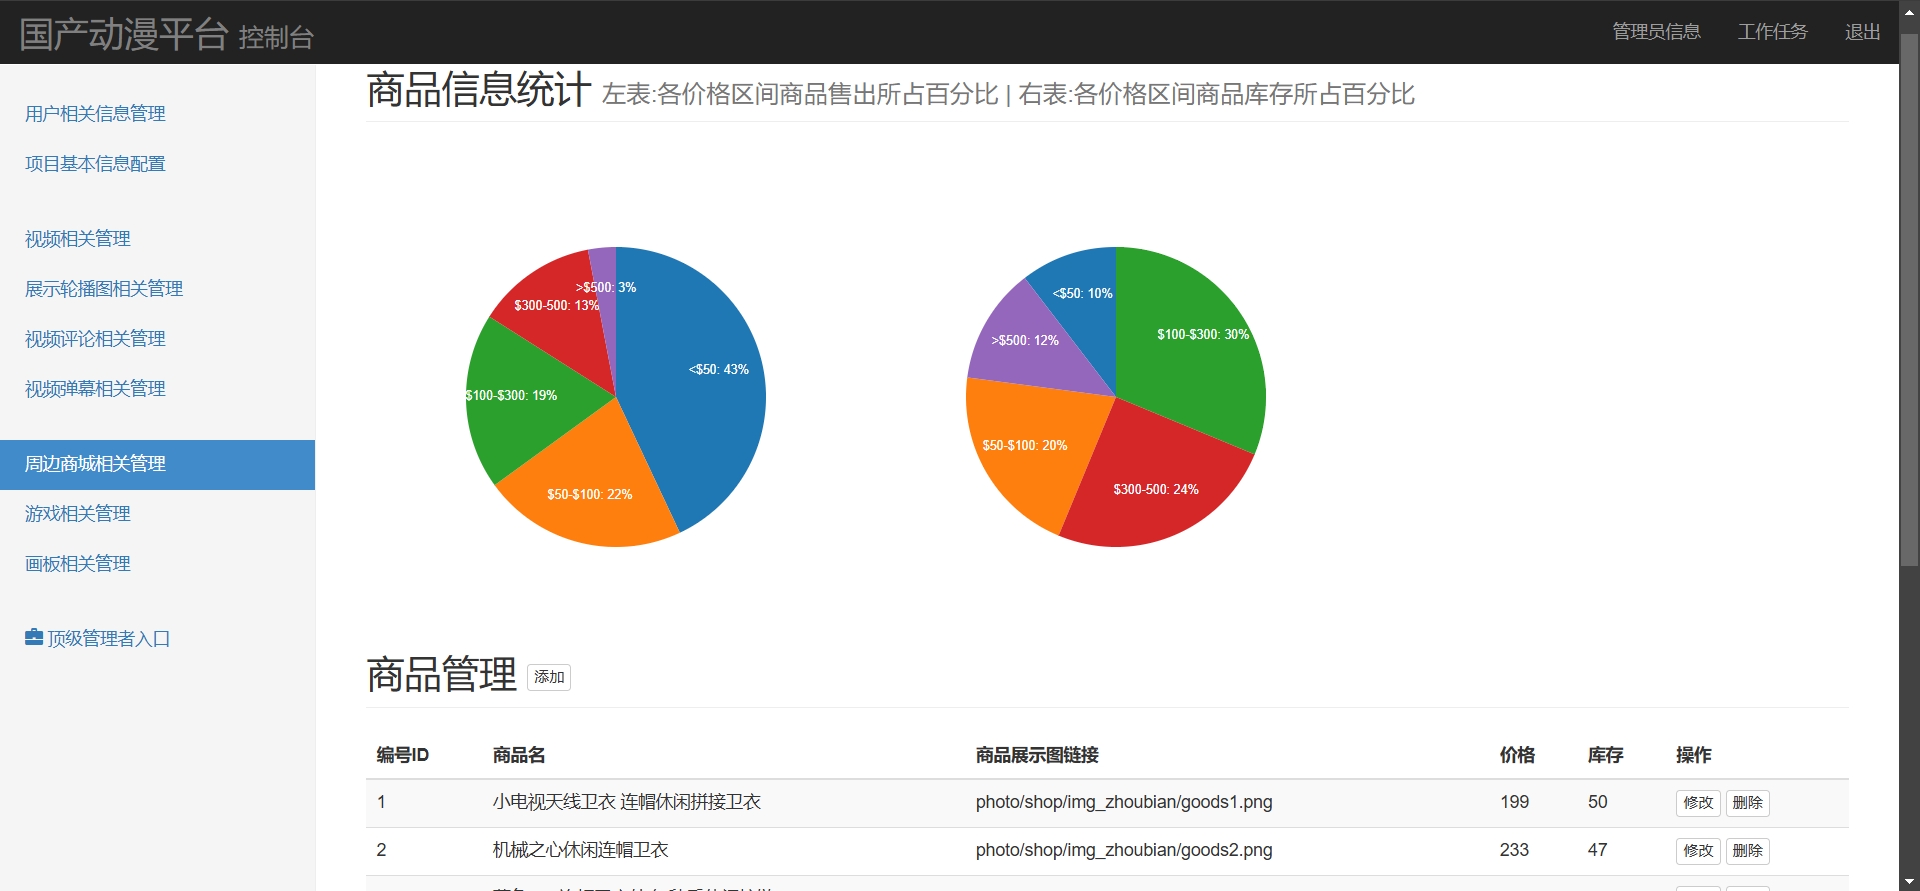 国产动漫平台 控制台
管理员信息 工作任务 退出
用户相关信息管理
项目基本信息配置
视频相关管理
展示轮播图相关管理
视频评论相关管理
视频弹幕相关管理
周边商城相关管理
游戏相关管理
画板相关管理
顶级管理者入口
商品信息统计 左表:各价格区间商品售出所占百分比 | 右表:各价格区间商品库存所占百分比
>$500: 3%
$300-500: 13%
<$50: 43%
$100-$300: 19%
$50-$100: 22%
<$50: 10%
$100-$300: 30%
>$500: 12%
$50-$100: 20%
$300-500: 24%
商品管理 添加
编号ID 商品名 商品展示图链接 价格 库存 操作
1 小电视天线卫衣 连帽休闲拼接卫衣 photo/shop/img_zhoubian/goods1.png 199 50 修改 删除
2 机械之心休闲连帽卫衣 photo/shop/img_zhoubian/goods2.png 233 47 修改 删除